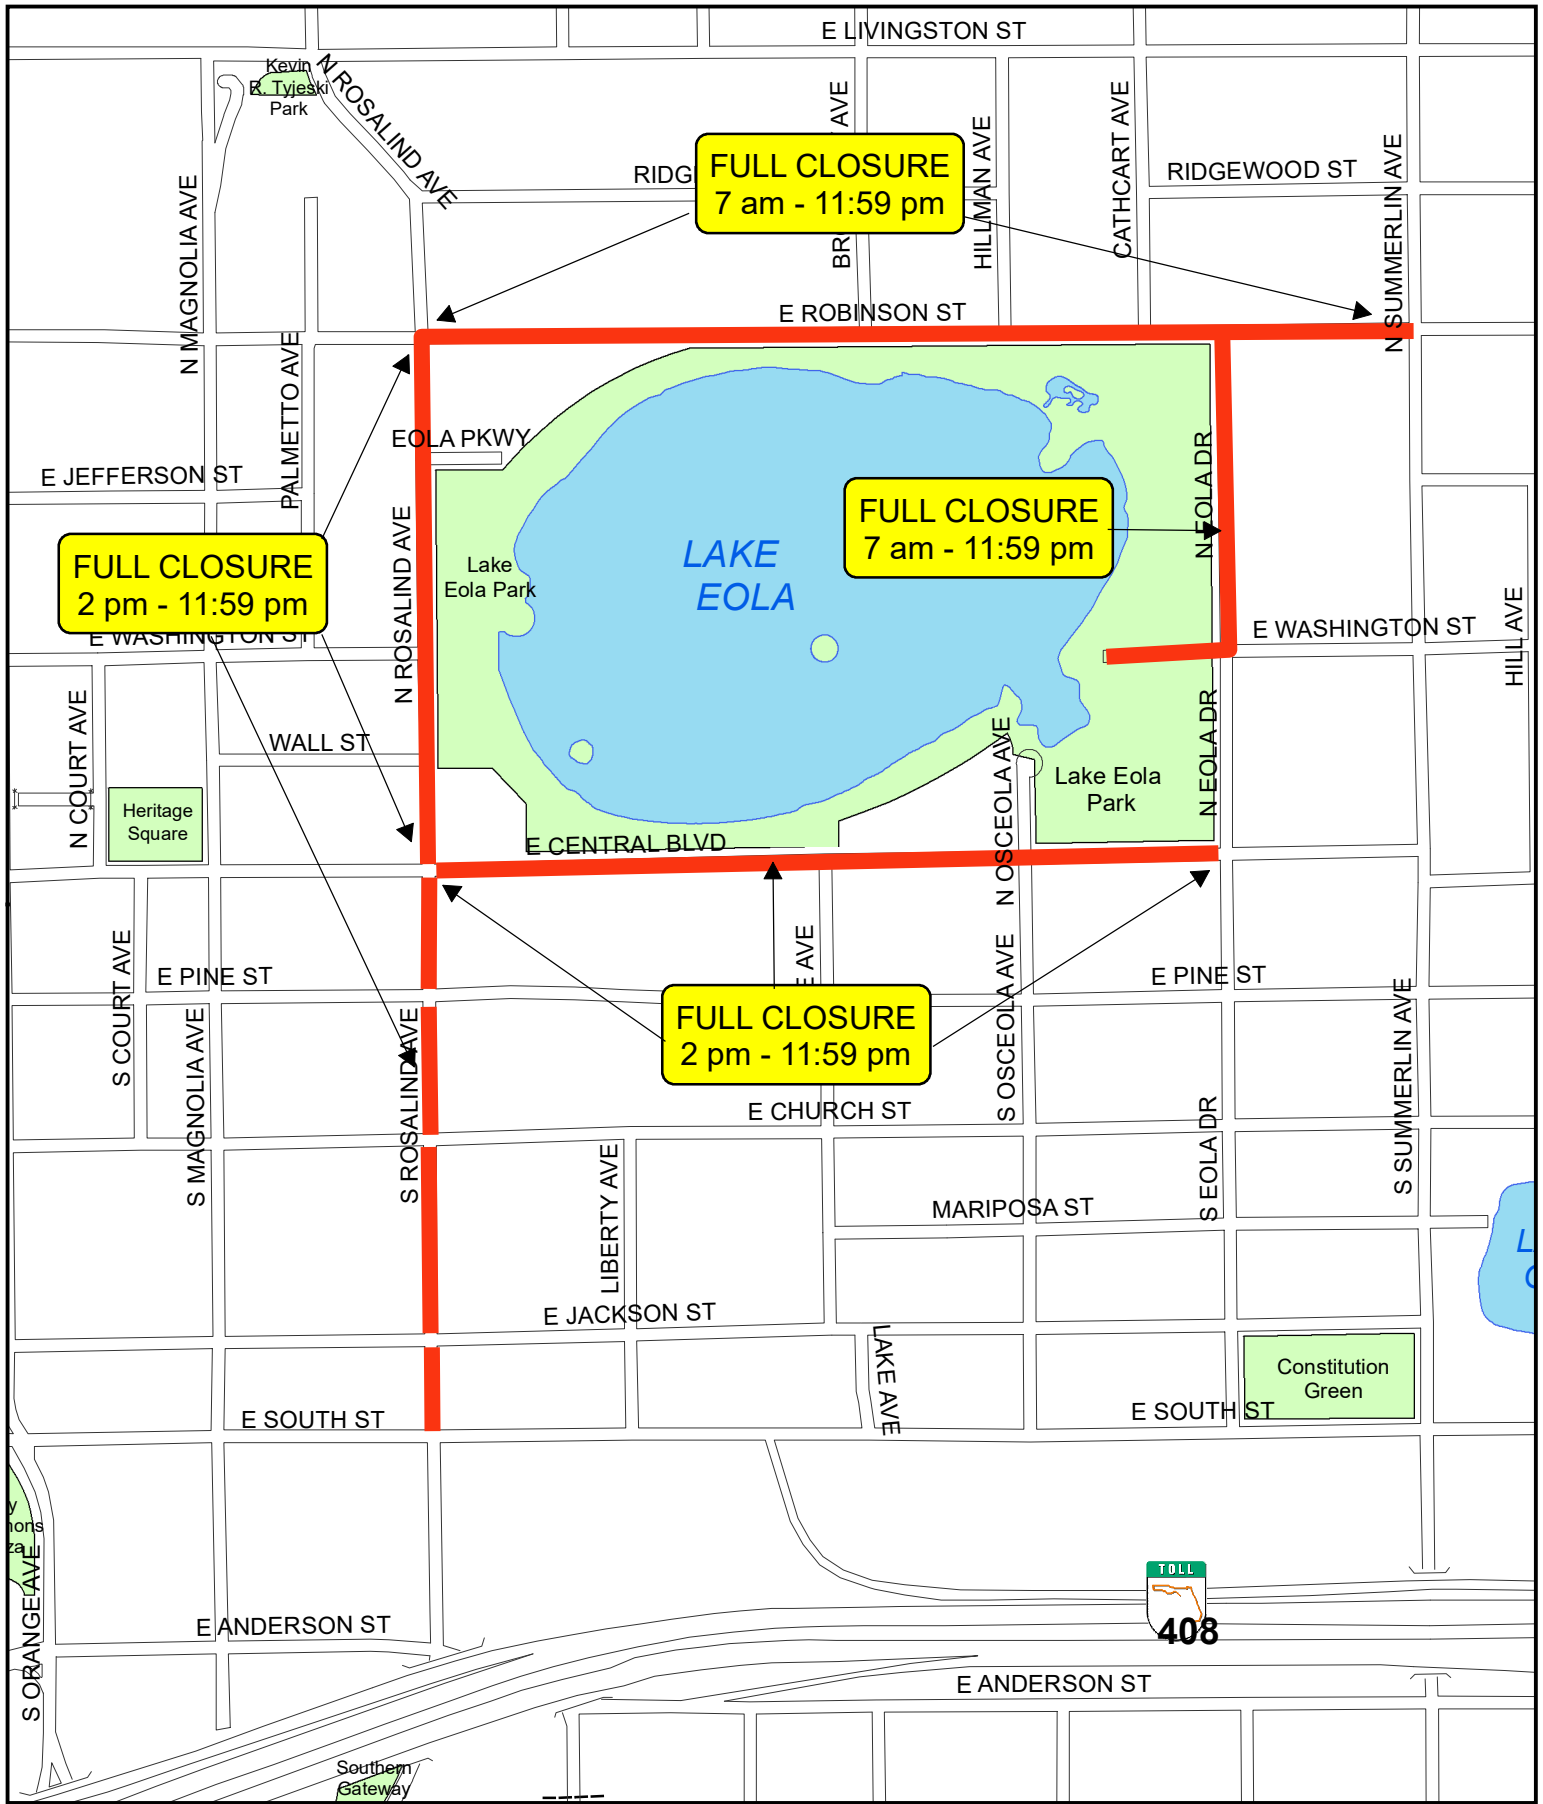 E LIVINGSTON ST
Kevin
R. Tyjeski
Park
N ROSALIND AVE
AVE
CATHCART AVE
HILLMAN AVE
N SUMMERLIN AVE
FULL CLOSURE
7 am - 11:59 pm
RIDGEWOOD ST
N MAGNOLIA AVE
E ROBINSON ST
PALMETTO AVE
EOLA PKWY
E JEFFERSON ST
N EOLA DR
FULL CLOSURE
7 am - 11:59 pm
N ROSALIND AVE
FULL CLOSURE
2 pm - 11:59 pm
LAKE
EOLA
Lake
Eola Park
E WASHINGTON ST
E WASHINGTON ST
HILL AVE
N COURT AVE
WALL ST
N OSCEOLA AVE
N EOLA DR
Lake Eola
Park
Heritage
Square
E CENTRAL BLVD
S COURT AVE
AVE
E PINE ST
E PINE ST
S OSCEOLA AVE
S SUMMERLIN AVE
FULL CLOSURE
2 pm - 11:59 pm
S MAGNOLIA AVE
S ROSALIND AVE
E CHURCH ST
S EOLA DR
LIBERTY AVE
MARIPOSA ST
E JACKSON ST
LAKE AVE
Constitution
Green
E SOUTH ST
E SOUTH ST
S ORANGE AVE
TOLL
408
E ANDERSON ST
E ANDERSON ST
Southern
Gateway